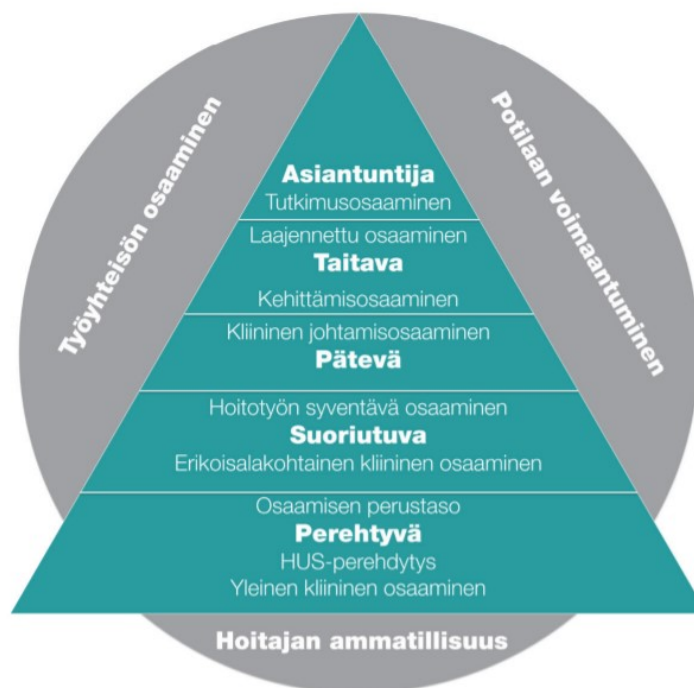 Työyhteisön osaaminen
Potilaan voimaantuminen
Asiantuntija
Tutkimusosaaminen
Laajennettu osaaminen
Taitava
Kehittämisosaaminen
Kliininen johtamisosaaminen
Pätevä
Hoitotyön syventävä osaaminen
Suoriutuva
Erikoisalakohtainen kliininen osaaminen
Osaamisen perustaso
Perehtyvä
HUS-perehdytys
Yleinen kliininen osaaminen
Hoitajan ammatillisuus